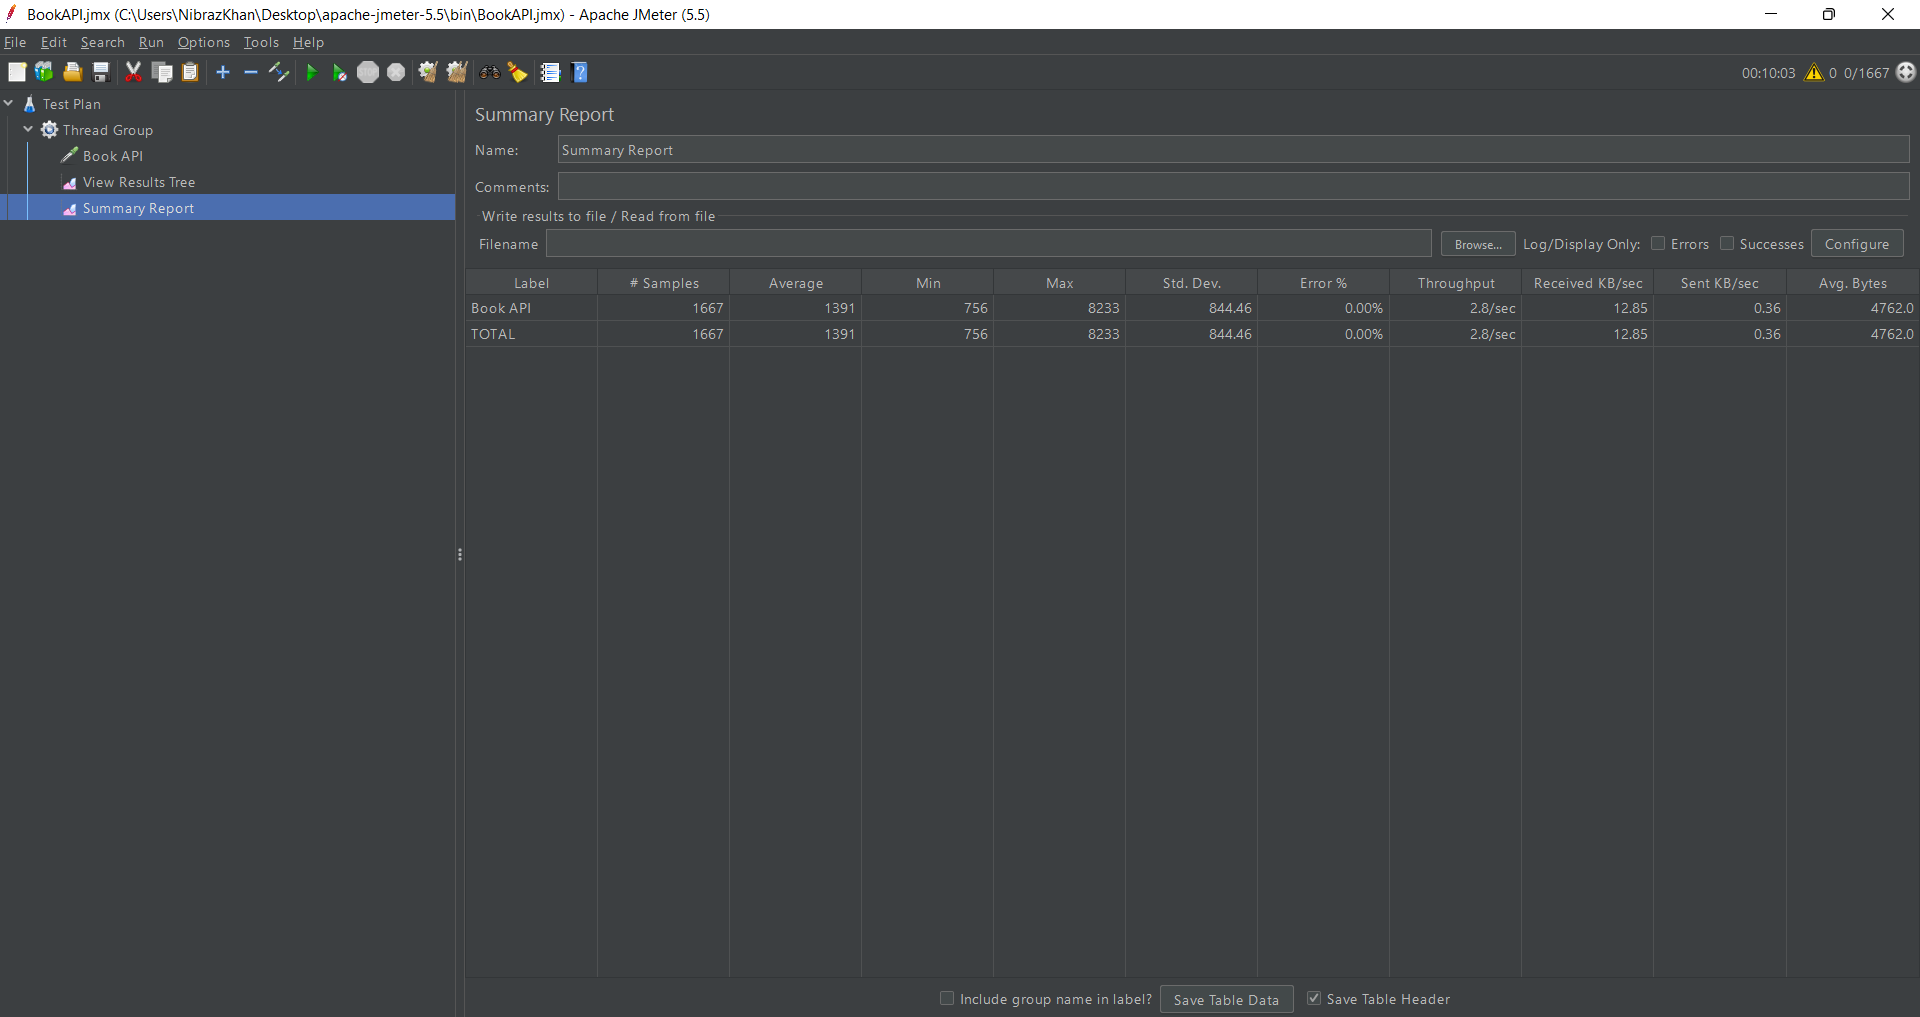 BookAPI.jmx (C:\Users\NibrazKhan\Desktop\apache-jmeter-5.5\bin\BookAPI.jmx) - Apache JMeter (5.5)
File Edit Search Run Options Tools Help
00:10:03 0 0/1667
Test Plan
Thread Group
Book API
View Results Tree
Summary Report
Summary Report
Name: Summary Report
Comments:
Write results to file / Read from file
Filename Browse... Log/Display Only: Errors Successes Configure
Label # Samples Average Min Max Std. Dev. Error % Throughput Received KB/sec Sent KB/sec Avg. Bytes
Book API 1667 1391 756 8233 844.46 0.00% 2.8/sec 12.85 0.36 4762.0
TOTAL 1667 1391 756 8233 844.46 0.00% 2.8/sec 12.85 0.36 4762.0
Include group name in label? Save Table Data Save Table Header